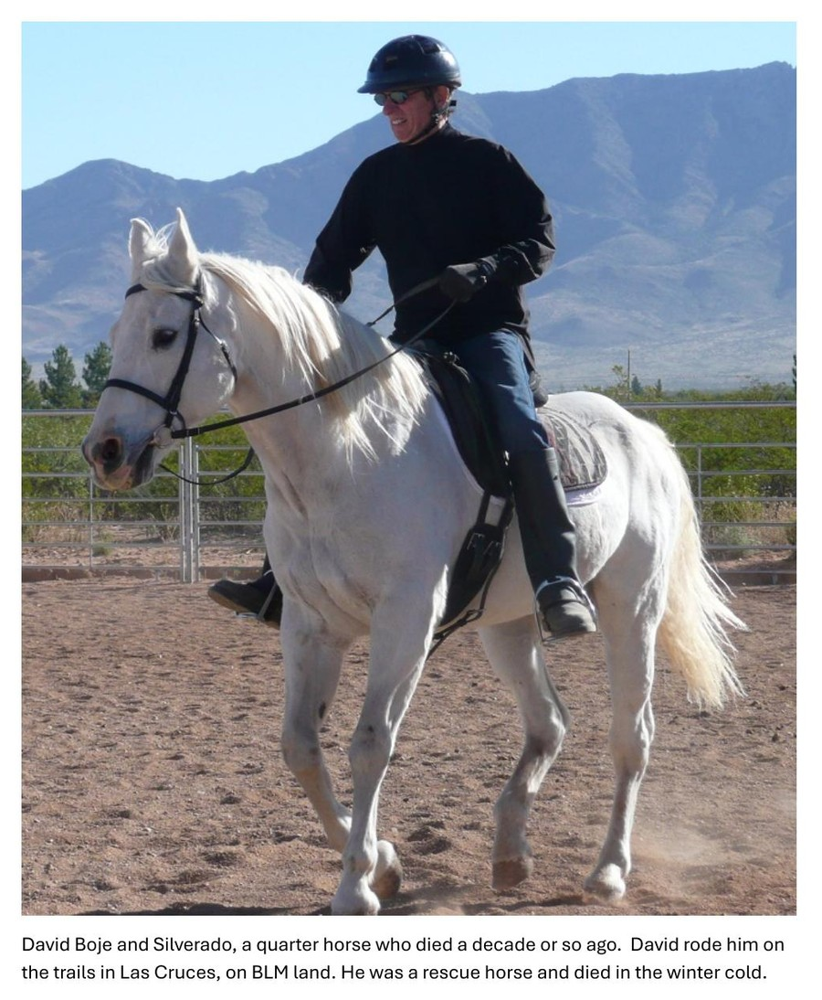 David Boje and Silverado, a quarter horse who died a decade or so ago.  David rode him on
the trails in Las Cruces, on BLM land. He was a rescue horse and died in the winter cold.